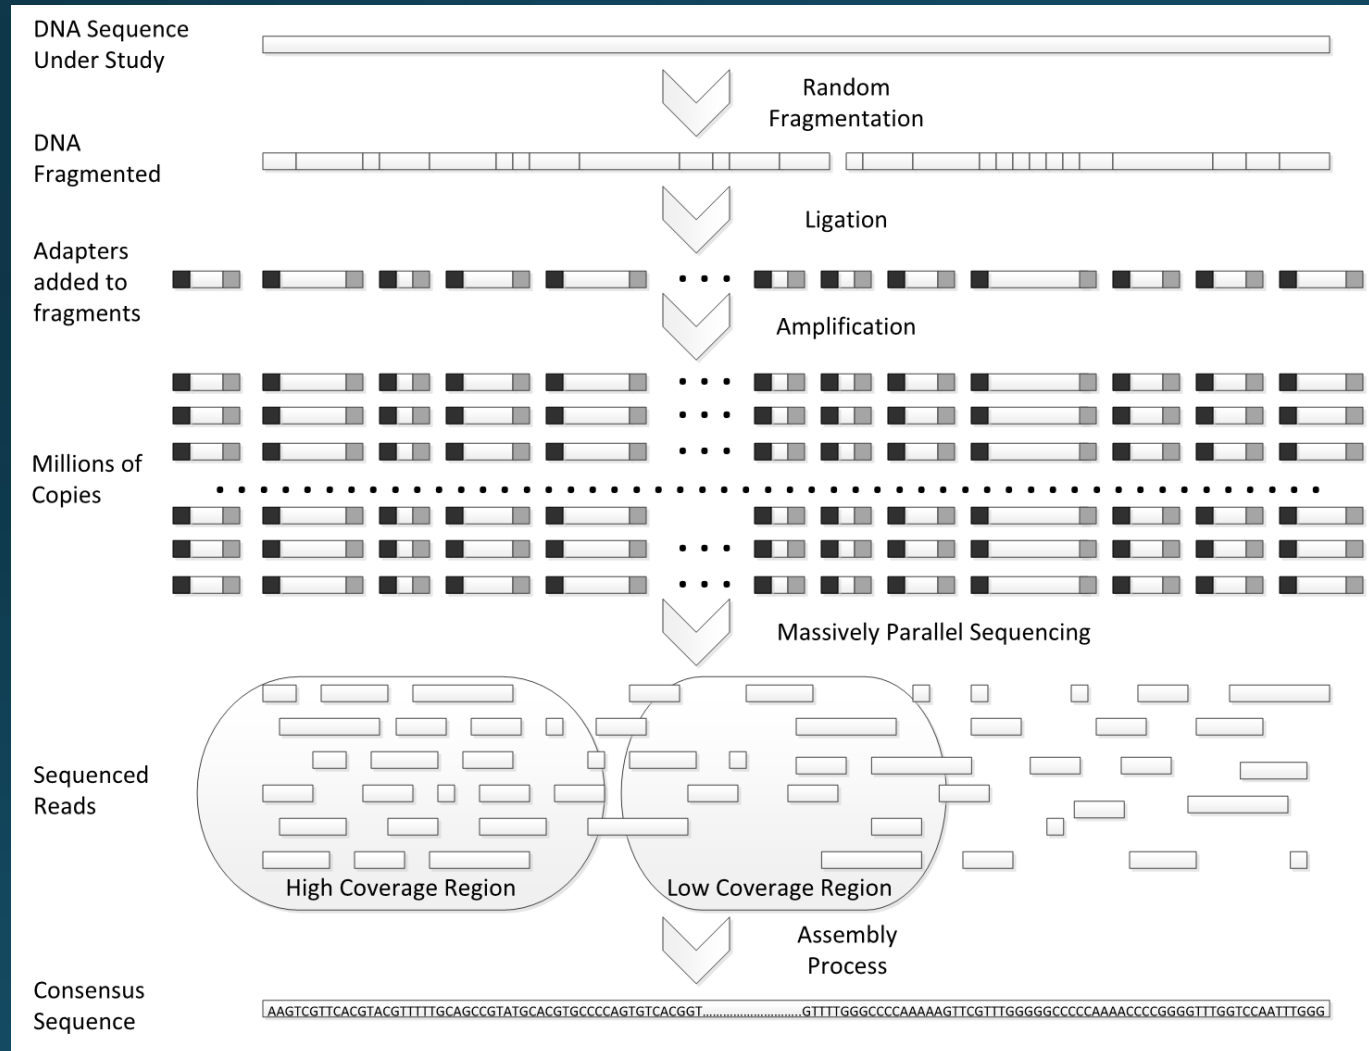 DNA Sequence
Under Study
Random
Fragmentation
DNA
Fragmented
Ligation
Adapters
added to
fragments
Amplification
Millions of
Copies
Massively Parallel Sequencing
Sequenced
Reads
High Coverage Region
Low Coverage Region
Assembly
Process
Consensus
Sequence
AAGTCGTTCACGTACGTTTTTGCAGCCGTATGCACGTGCCCCAGTGTCACGGT..............................GTTTTGGGCCCCAAAAAGTTCGTTTGGGGGCCCCCAAAACCCCGGGGTTTGGTCCAATTTGGG